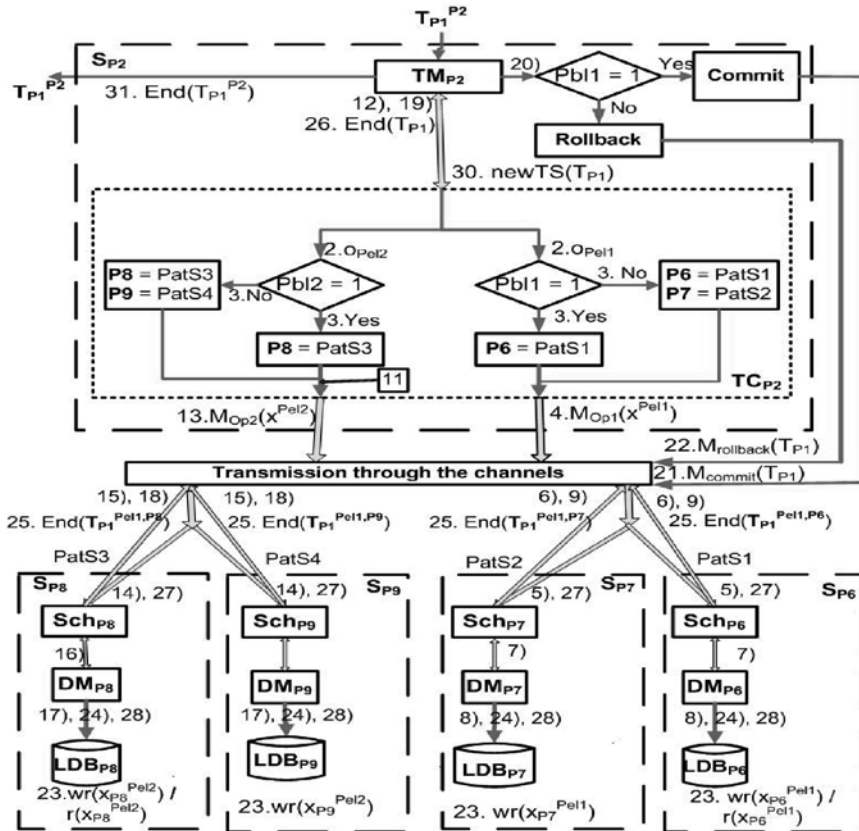 T_P1^P2
S_P2
TM_P2
20)
Pbl1 = 1
Yes
Commit
T_P1^P2
31. End(T_P1^P2)
12), 19)
26. End(T_P1)
No
Rollback
30. newTS(T_P1)
2.o_Pel2
2.o_Pel1
P8 = PatS3
P9 = PatS4
3.No
Pbl2 = 1
Pbl1 = 1
3. No
P6 = PatS1
P7 = PatS2
3.Yes
3.Yes
P8 = PatS3
P6 = PatS1
11
TC_P2
13.M_Op2(x^Pel2)
4.M_Op1(x^Pel1)
22.M_rollback(T_P1)
Transmission through the channels
21.M_commit(T_P1)
15), 18)
15), 18)
6), 9)
6), 9)
25. End(T_P1^Pel1,P8)
25. End(T_P1^Pel1,P9)
25. End(T_P1^Pel1,P7)
25. End(T_P1^Pel1,P6)
PatS3
PatS4
PatS2
PatS1
S_P8
S_P9
S_P7
S_P6
14), 27)
14), 27)
5), 27)
5), 27)
Sch_P8
Sch_P9
Sch_P7
Sch_P6
16)
7)
7)
DM_P8
DM_P9
DM_P7
DM_P6
17), 24), 28)
17), 24), 28)
8), 24), 28)
8), 24), 28)
LDB_P8
LDB_P9
LDB_P7
LDB_P6
23.wr(x_P8^Pel2) /
r(x_P8^Pel2)
23.wr(x_P9^Pel2)
23. wr(x_P7^Pel1)
23. wr(x_P6^Pel1) /
r(x_P6^Pel1)